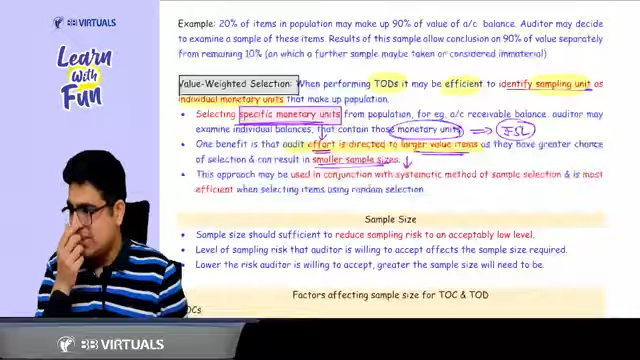 BB VIRTUALS
Learn
With
Fun
Example: 20% of items in population may make up 90% of value of a/c balance. Auditor may decide
to examine a sample of these items. Results of this sample allow conclusion on 90% of value separately
from remaining 10% (on which a further sample maybe taken or considered immaterial)
Value-Weighted Selection: When performing TODs it may be efficient to identify sampling unit as
individual monetary units that make up population.
• Selecting specific monetary units from population, for eg. a/c receivable balance, auditor may
examine individual balances, that contain those monetary units
• One benefit is that audit effort is directed to larger value items as they have greater chance
of selection & can result in smaller sample sizes.
• This approach may be used in conjunction with systematic method of sample selection & is most
efficient when selecting items using random selection.
Sample Size
• Sample size should sufficient to reduce sampling risk to an acceptably low level.
• Level of sampling risk that auditor is willing to accept affects the sample size required.
• Lower the risk auditor is willing to accept, greater the sample size will need to be.
Factors affecting sample size for TOC & TOD
OCs
BB VIRTUALS